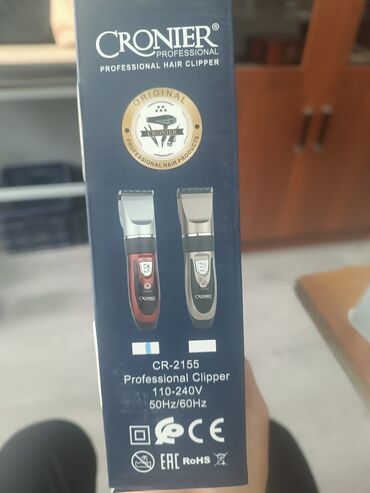 CRONIER®
PROFESSIONAL
PROFESSIONAL HAIR CLIPPER
ORIGINAL
CRONIER
PROFESSIONAL HAIR PRODUCTS
CRONIER CRONIER
CR-2155
Professional Clipper
110-240V
50Hz/60Hz
CE
EAC RoHS